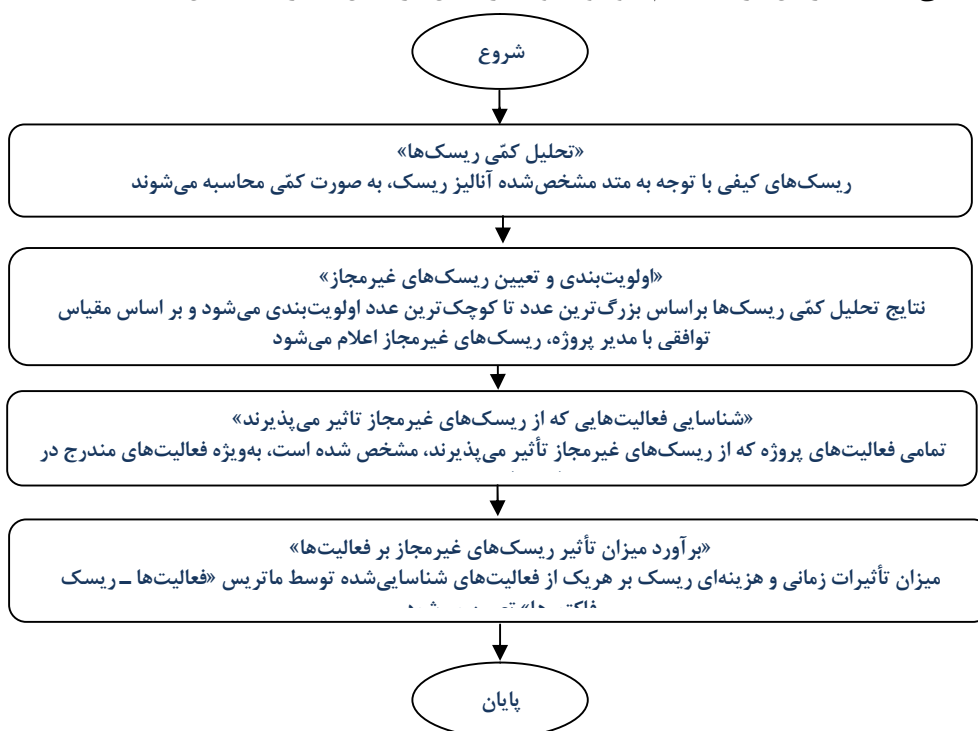 شروع
«تحلیل کمّی ریسک‌ها»
ریسک‌های کیفی با توجه به متد مشخص‌شده آنالیز ریسک، به صورت کمّی محاسبه می‌شوند
«اولویت‌بندی و تعیین ریسک‌های غیرمجاز»
نتایج تحلیل کمّی ریسک‌ها براساس بزرگ‌ترین عدد تا کوچک‌ترین عدد اولویت‌بندی می‌شود و بر اساس مقیاس
توافقی با مدیر پروژه، ریسک‌های غیرمجاز اعلام می‌شود
«شناسایی فعالیت‌هایی که از ریسک‌های غیرمجاز تاثیر می‌پذیرند»
تمامی فعالیت‌های پروژه که از ریسک‌های غیرمجاز تأثیر می‌پذیرند، مشخص شده است، به‌ویژه فعالیت‌های مندرج در
«برآورد میزان تأثیر ریسک‌های غیرمجاز بر فعالیت‌ها»
میزان تأثیرات زمانی و هزینه‌ای ریسک بر هریک از فعالیت‌های شناسایی‌شده توسط ماتریس «فعالیت‌ها ـ ریسک
پایان